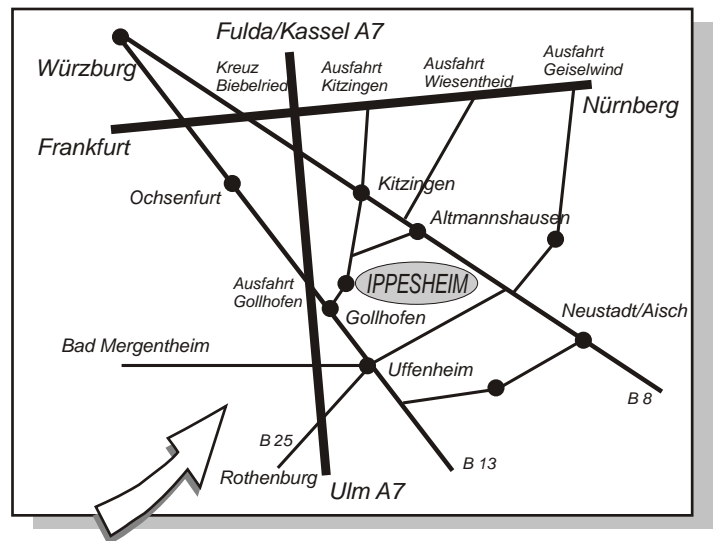 Fulda/Kassel A7
Würzburg
Kreuz
Biebelried
Ausfahrt
Kitzingen
Ausfahrt
Wiesentheid
Ausfahrt
Geiselwind
Nürnberg
Frankfurt
Kitzingen
Ochsenfurt
Altmannshausen
IPPESHEIM
Ausfahrt
Gollhofen
Gollhofen
Neustadt/Aisch
Bad Mergentheim
Uffenheim
B 8
B 25
B 13
Rothenburg
Ulm A7